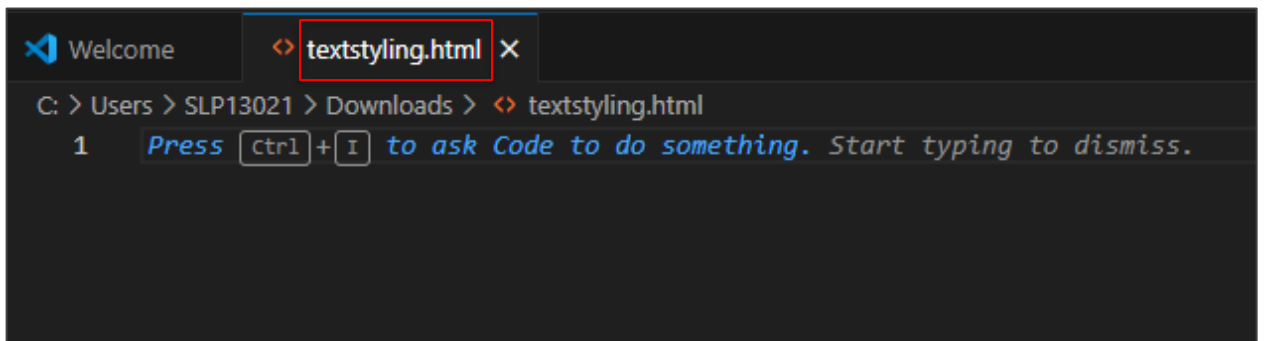 Welcome textstyling.html
C: > Users > SLP13021 > Downloads > textstyling.html
1 Press Ctrl+I to ask Code to do something. Start typing to dismiss.